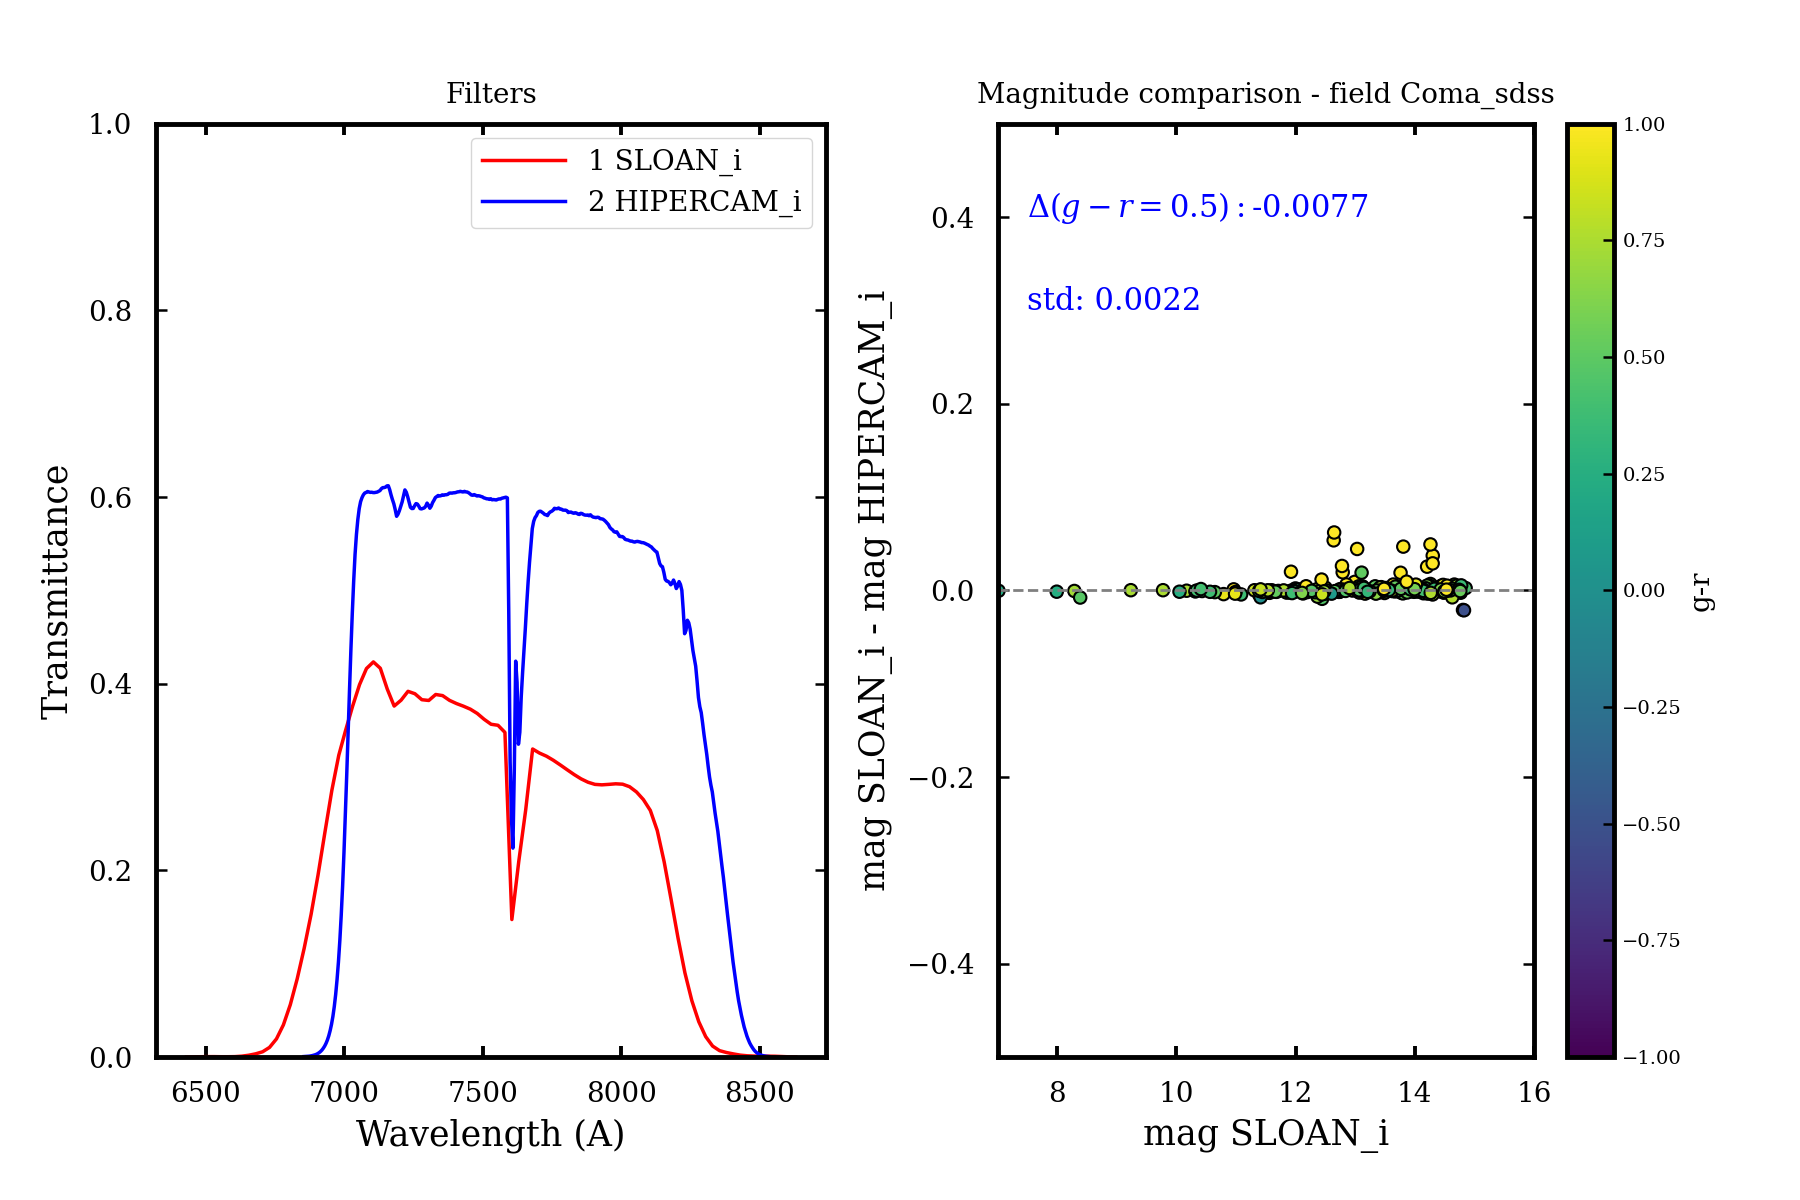 Filters
1.0
0.8
0.6
0.4
0.2
0.0
Transmittance
1 SLOAN_i
2 HIPERCAM_i
6500 7000 7500 8000 8500
Wavelength (A)
Magnitude comparison - field Coma_sdss
mag SLOAN_i - mag HIPERCAM_i
0.4
0.2
0.0
−0.2
−0.4
Δ(g − r = 0.5) : -0.0077
std: 0.0022
8 10 12 14 16
mag SLOAN_i
1.00
0.75
0.50
0.25
0.00
−0.25
−0.50
−0.75
−1.00
g-r